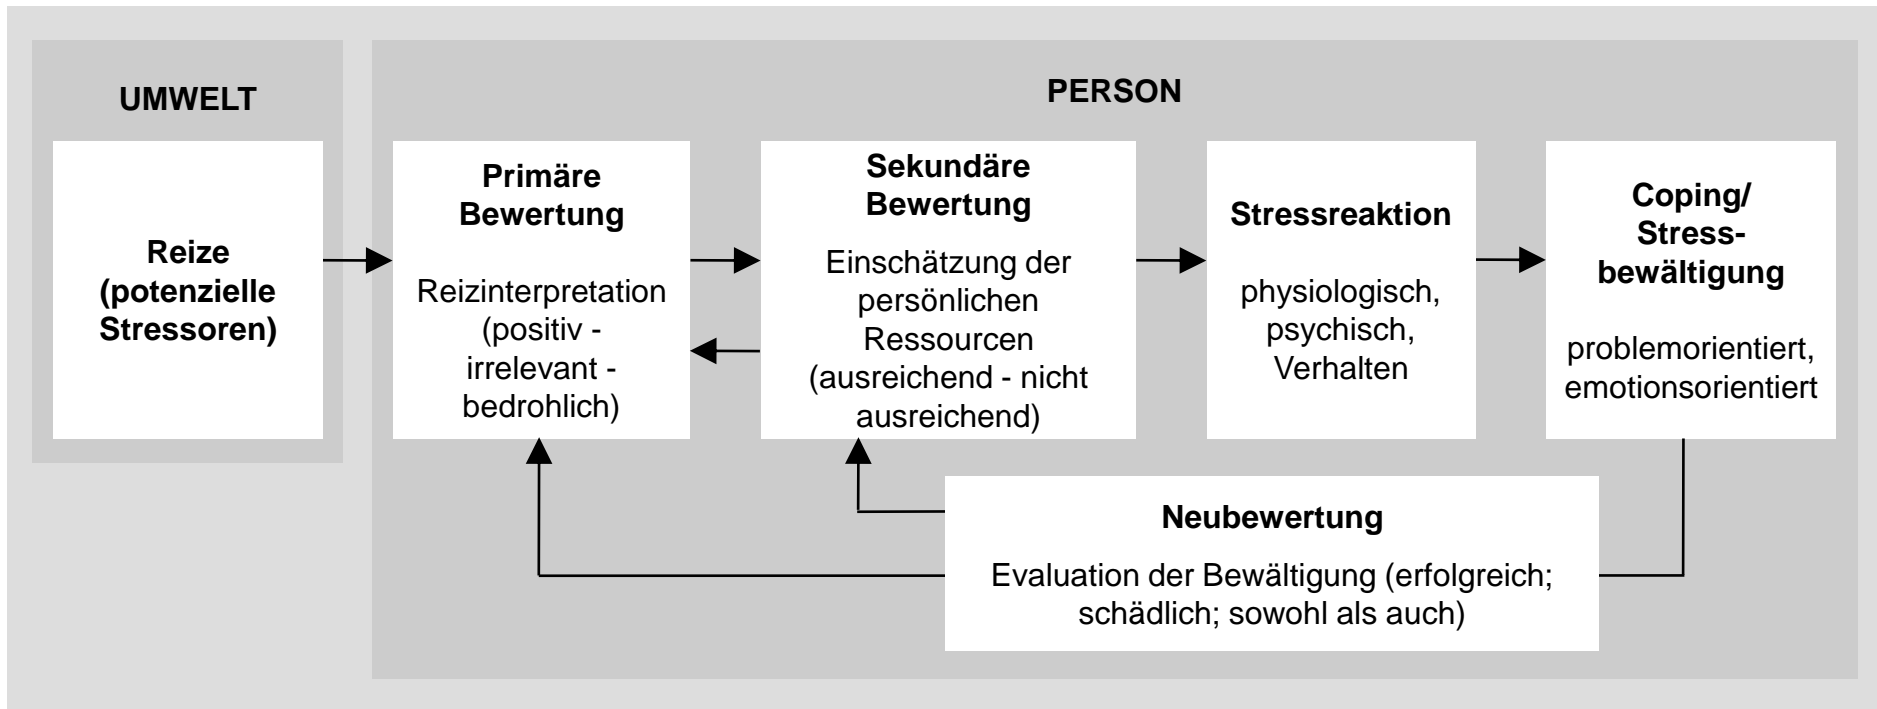 UMWELT
PERSON
Reize
(potenzielle
Stressoren)
Primäre
Bewertung
Reizinterpretation
(positiv -
irrelevant -
bedrohlich)
Sekundäre
Bewertung
Einschätzung der
persönlichen
Ressourcen
(ausreichend - nicht
ausreichend)
Stressreaktion
physiologisch,
psychisch,
Verhalten
Coping/
Stress-
bewältigung
problemorientiert,
emotionsorientiert
Neubewertung
Evaluation der Bewältigung (erfolgreich;
schädlich; sowohl als auch)